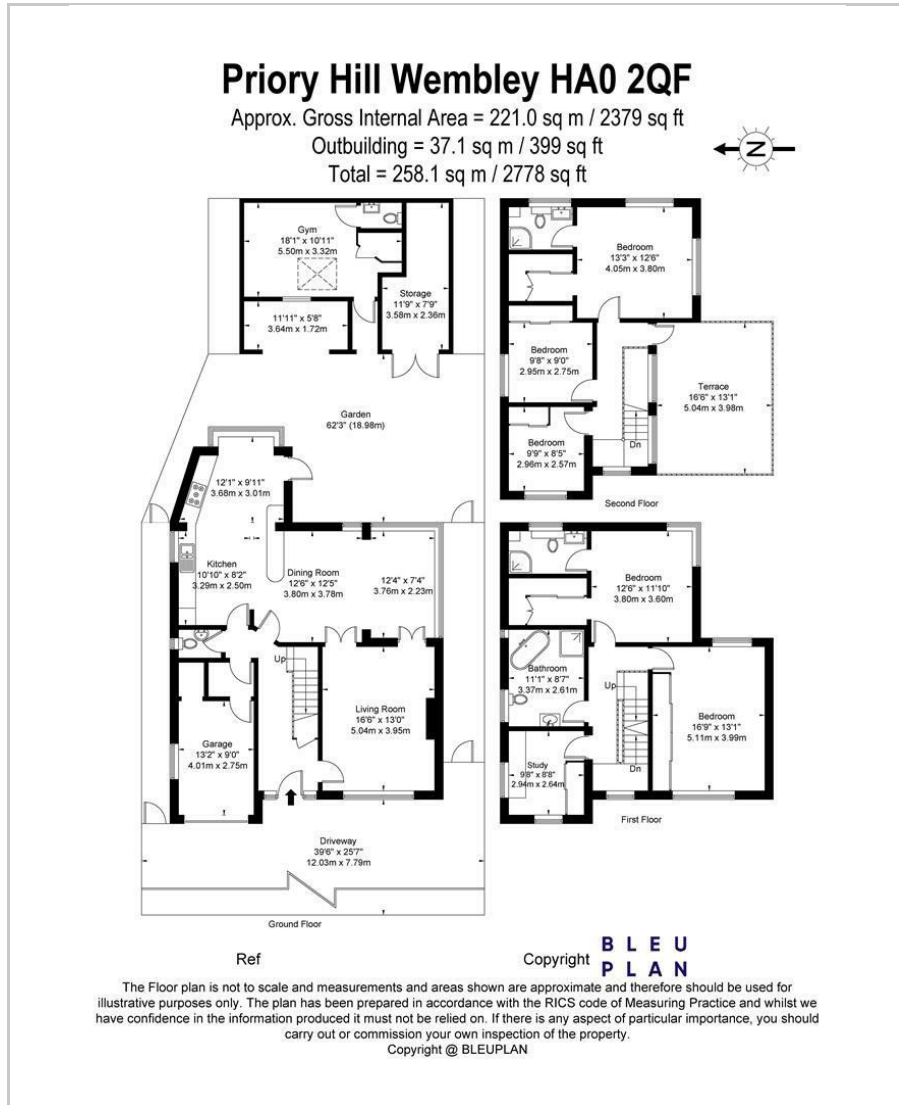 Priory Hill Wembley HA0 2QF
Approx. Gross Internal Area = 221.0 sq m / 2379 sq ft
Outbuilding = 37.1 sq m / 399 sq ft
Total = 258.1 sq m / 2778 sq ft
N
Gym
18'1" x 10'11"
5.50m x 3.32m
Storage
11'9" x 7'9"
3.58m x 2.36m
11'11" x 5'8"
3.64m x 1.72m
Garden
62'3" (18.98m)
12'1" x 9'11"
3.68m x 3.01m
Kitchen
10'10" x 8'2"
3.29m x 2.50m
Dining Room
12'6" x 12'5"
3.80m x 3.78m
12'4" x 7'4"
3.76m x 2.23m
Up
Living Room
16'6" x 13'0"
5.04m x 3.95m
Garage
13'2" x 9'0"
4.01m x 2.75m
Driveway
39'6" x 25'7"
12.03m x 7.79m
Ground Floor
Bedroom
13'3" x 12'6"
4.05m x 3.80m
Bedroom
9'8" x 9'0"
2.95m x 2.75m
Terrace
16'6" x 13'1"
5.04m x 3.98m
Bedroom
9'9" x 8'5"
2.96m x 2.57m
Dn
Second Floor
Bedroom
12'6" x 11'10"
3.80m x 3.60m
Bathroom
11'1" x 8'7"
3.37m x 2.61m
Up
Bedroom
16'9" x 13'1"
5.11m x 3.99m
Dn
Study
9'8" x 8'8"
2.94m x 2.64m
First Floor
Ref
Copyright
BLEU
PLAN
The Floor plan is not to scale and measurements and areas shown are approximate and therefore should be used for
illustrative purposes only. The plan has been prepared in accordance with the RICS code of Measuring Practice and whilst we
have confidence in the information produced it must not be relied on. If there is any aspect of particular importance, you should
carry out or commission your own inspection of the property.
Copyright @ BLEUPLAN